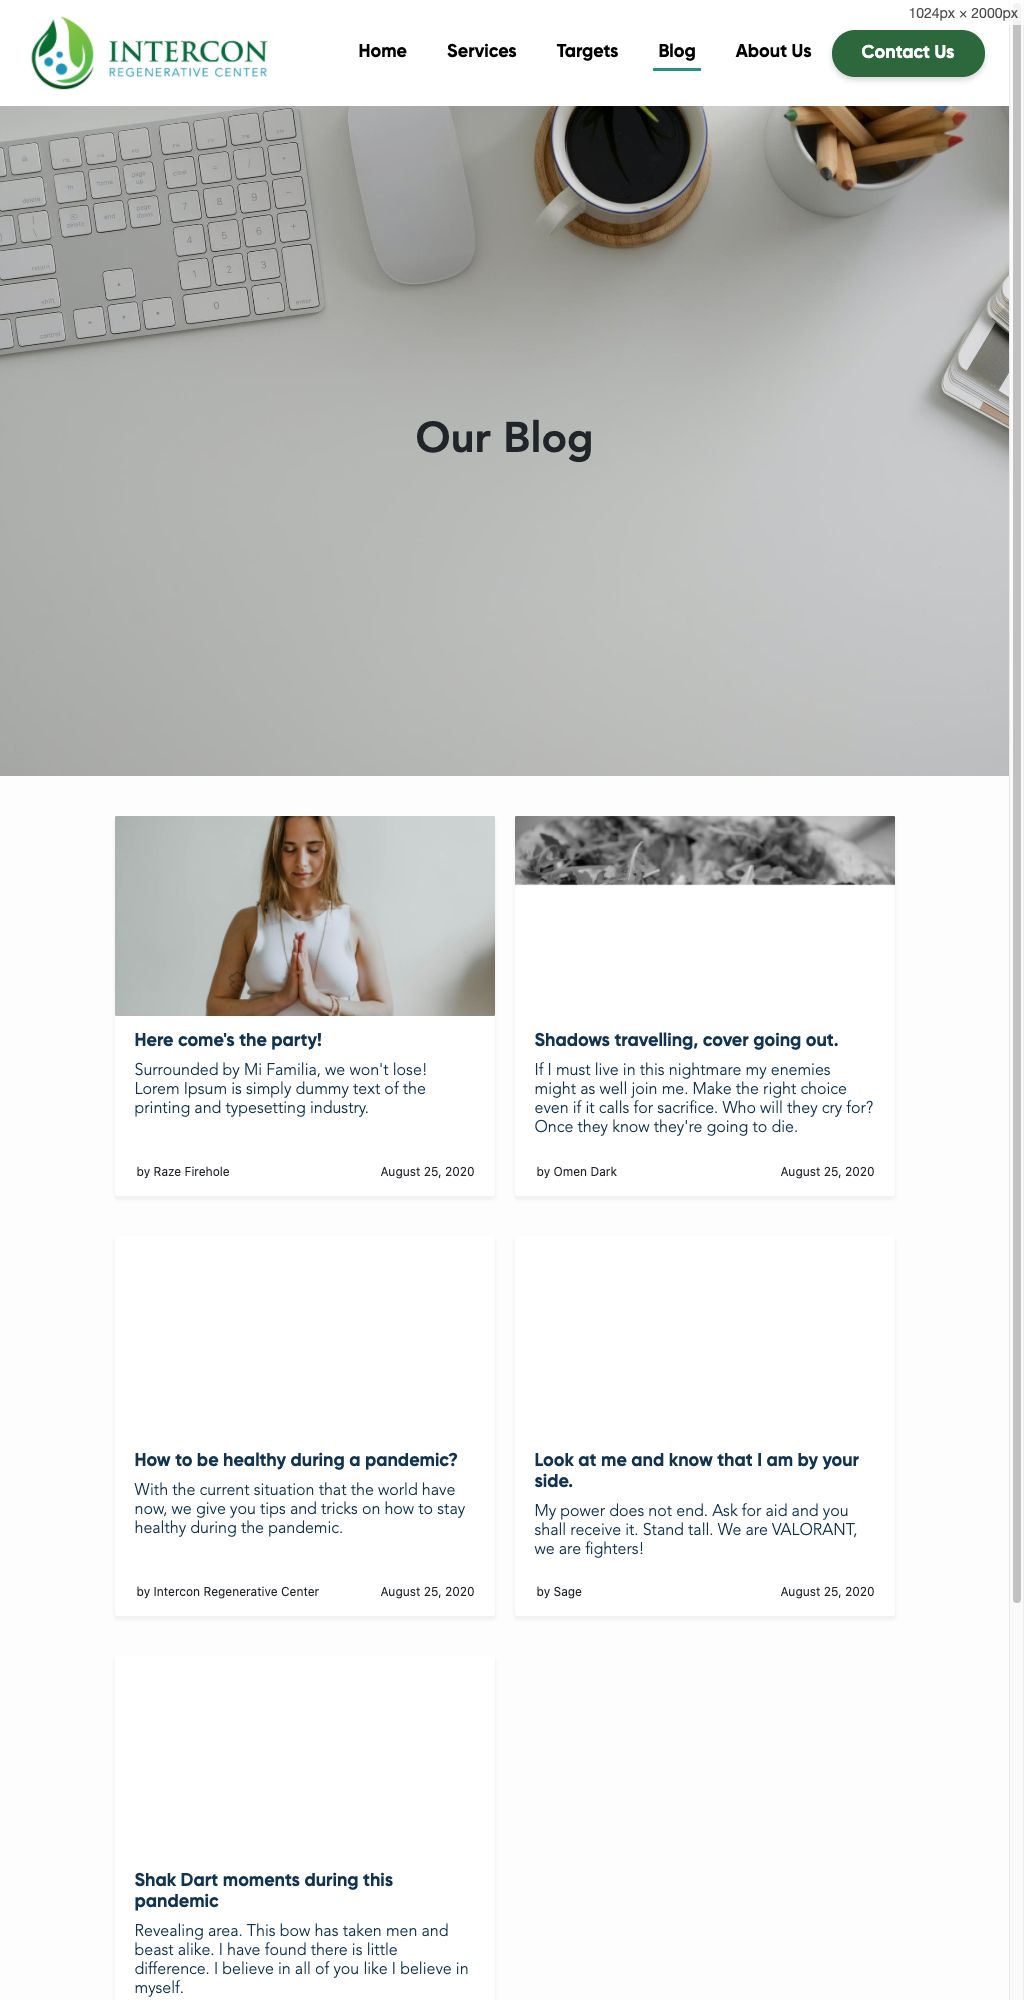 1024px × 2000px
INTERCON
REGENERATIVE CENTER
Home Services Targets Blog About Us Contact Us
Our Blog
Here come's the party!
Surrounded by Mi Familia, we won't lose!
Lorem Ipsum is simply dummy text of the
printing and typesetting industry.
by Raze Firehole August 25, 2020
Shadows travelling, cover going out.
If I must live in this nightmare my enemies
might as well join me. Make the right choice
even if it calls for sacrifice. Who will they cry for?
Once they know they're going to die.
by Omen Dark August 25, 2020
How to be healthy during a pandemic?
With the current situation that the world have
now, we give you tips and tricks on how to stay
healthy during the pandemic.
by Intercon Regenerative Center August 25, 2020
Look at me and know that I am by your
side.
My power does not end. Ask for aid and you
shall receive it. Stand tall. We are VALORANT,
we are fighters!
by Sage August 25, 2020
Shak Dart moments during this
pandemic
Revealing area. This bow has taken men and
beast alike. I have found there is little
difference. I believe in all of you like I believe in
myself.